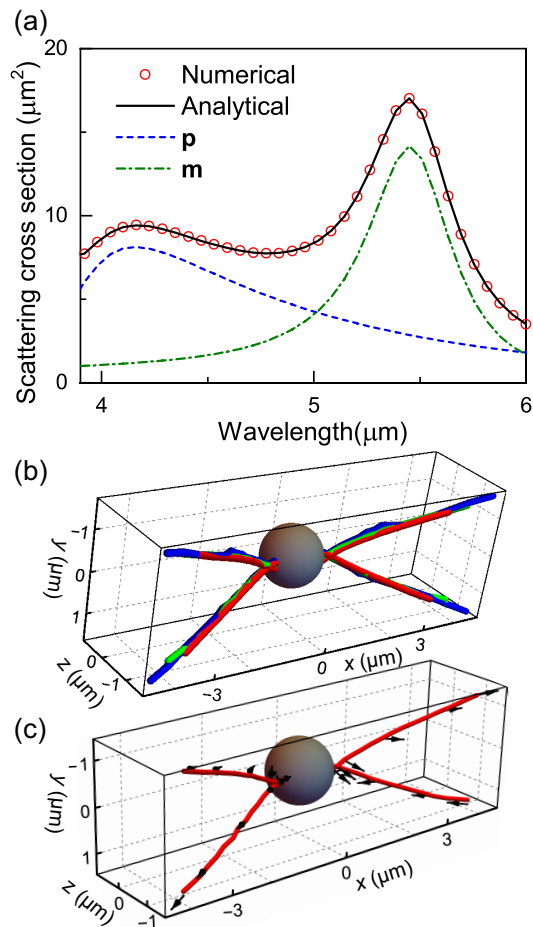 (a)
20
10
0
Scattering cross section (μm²)
Numerical
Analytical
p
m
4
5
6
Wavelength(μm)
(b)
-1
0
1
y (μm)
0
-1
z (μm)
-3
0
3
x (μm)
(c)
-1
0
1
y (μm)
0
-1
z (μm)
-3
0
3
x (μm)